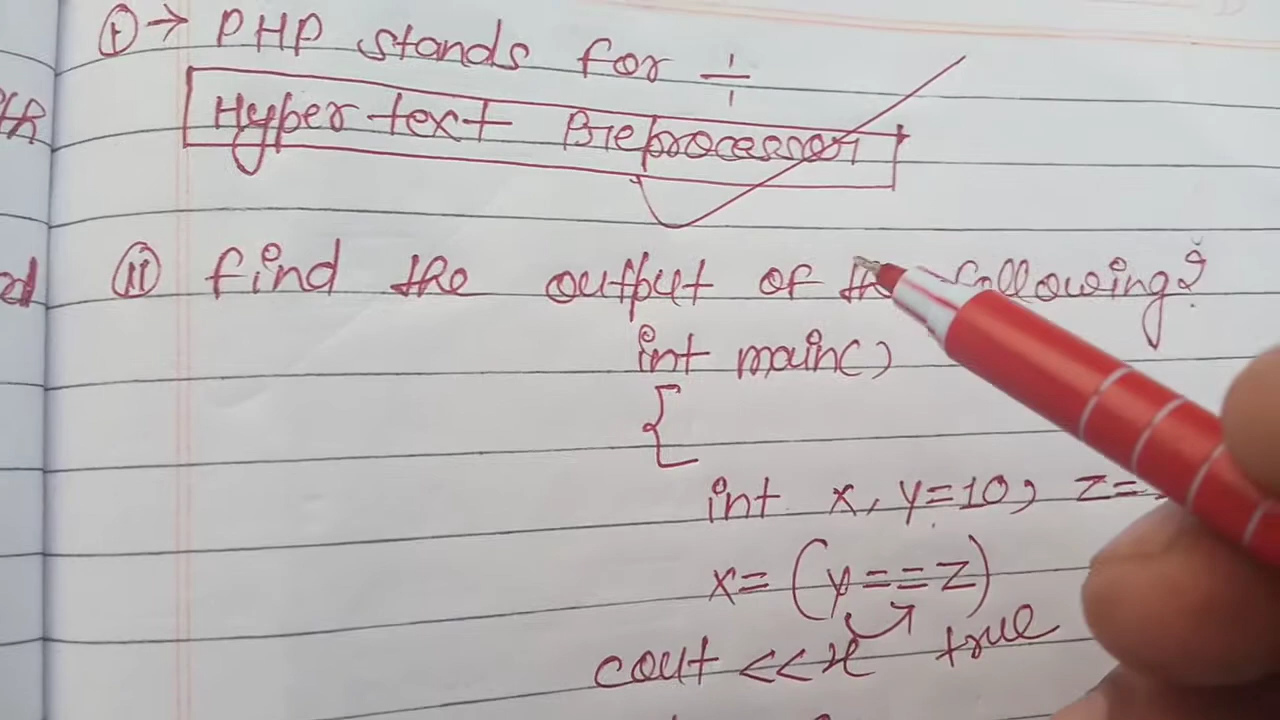 (i) → PHP stands for ÷
Hyper text Preprocessor
(ii) find the output of the following?
int main()
{
int x, y=10, z=
x= (y==z)
cout <<x true